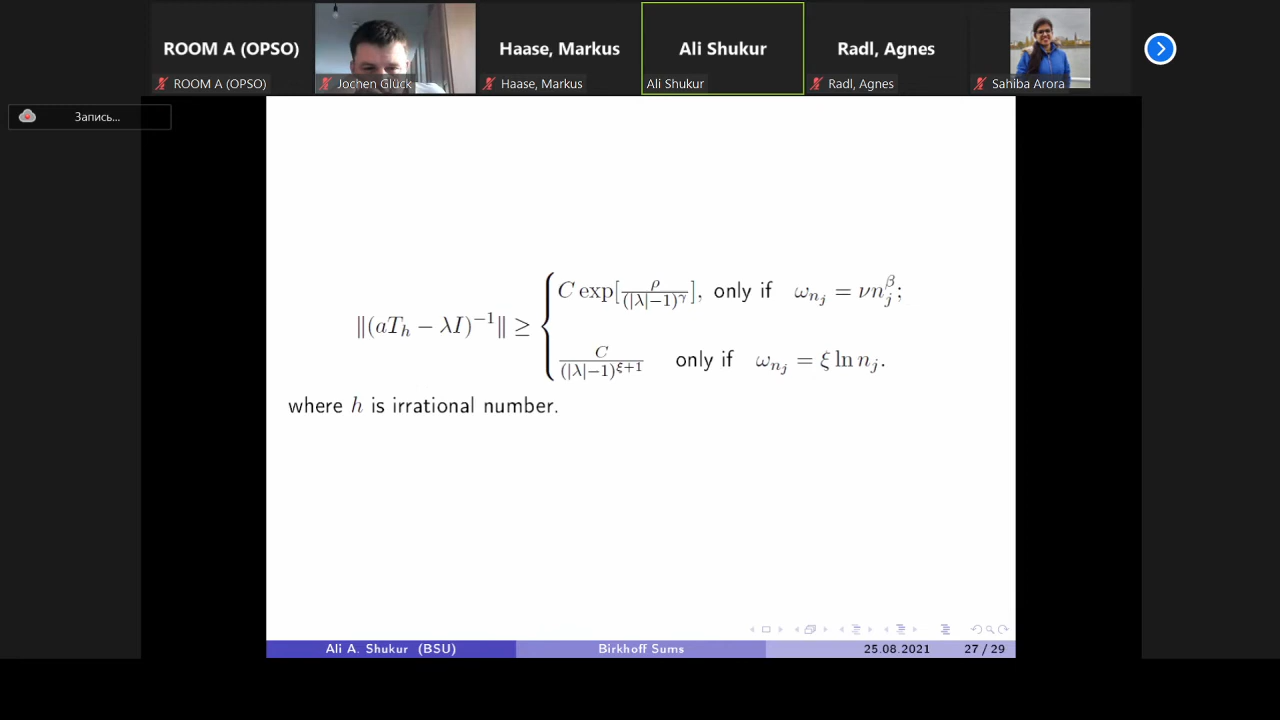 ROOM A (OPSO)
Haase, Markus
Ali Shukur
Radl, Agnes
ROOM A (OPSO)
Jochen Glück
Haase, Markus
Ali Shukur
Radl, Agnes
Sahiba Arora
Запись...
‖(aT_h − λI)^{−1}‖ ≥ { C exp[ρ/(|λ|−1)^γ], only if ω_{n_j} = νn_j^β;
C/(|λ|−1)^{ξ+1} only if ω_{n_j} = ξ ln n_j.
where h is irrational number.
Ali A. Shukur (BSU) Birkhoff Sums 25.08.2021 27 / 29